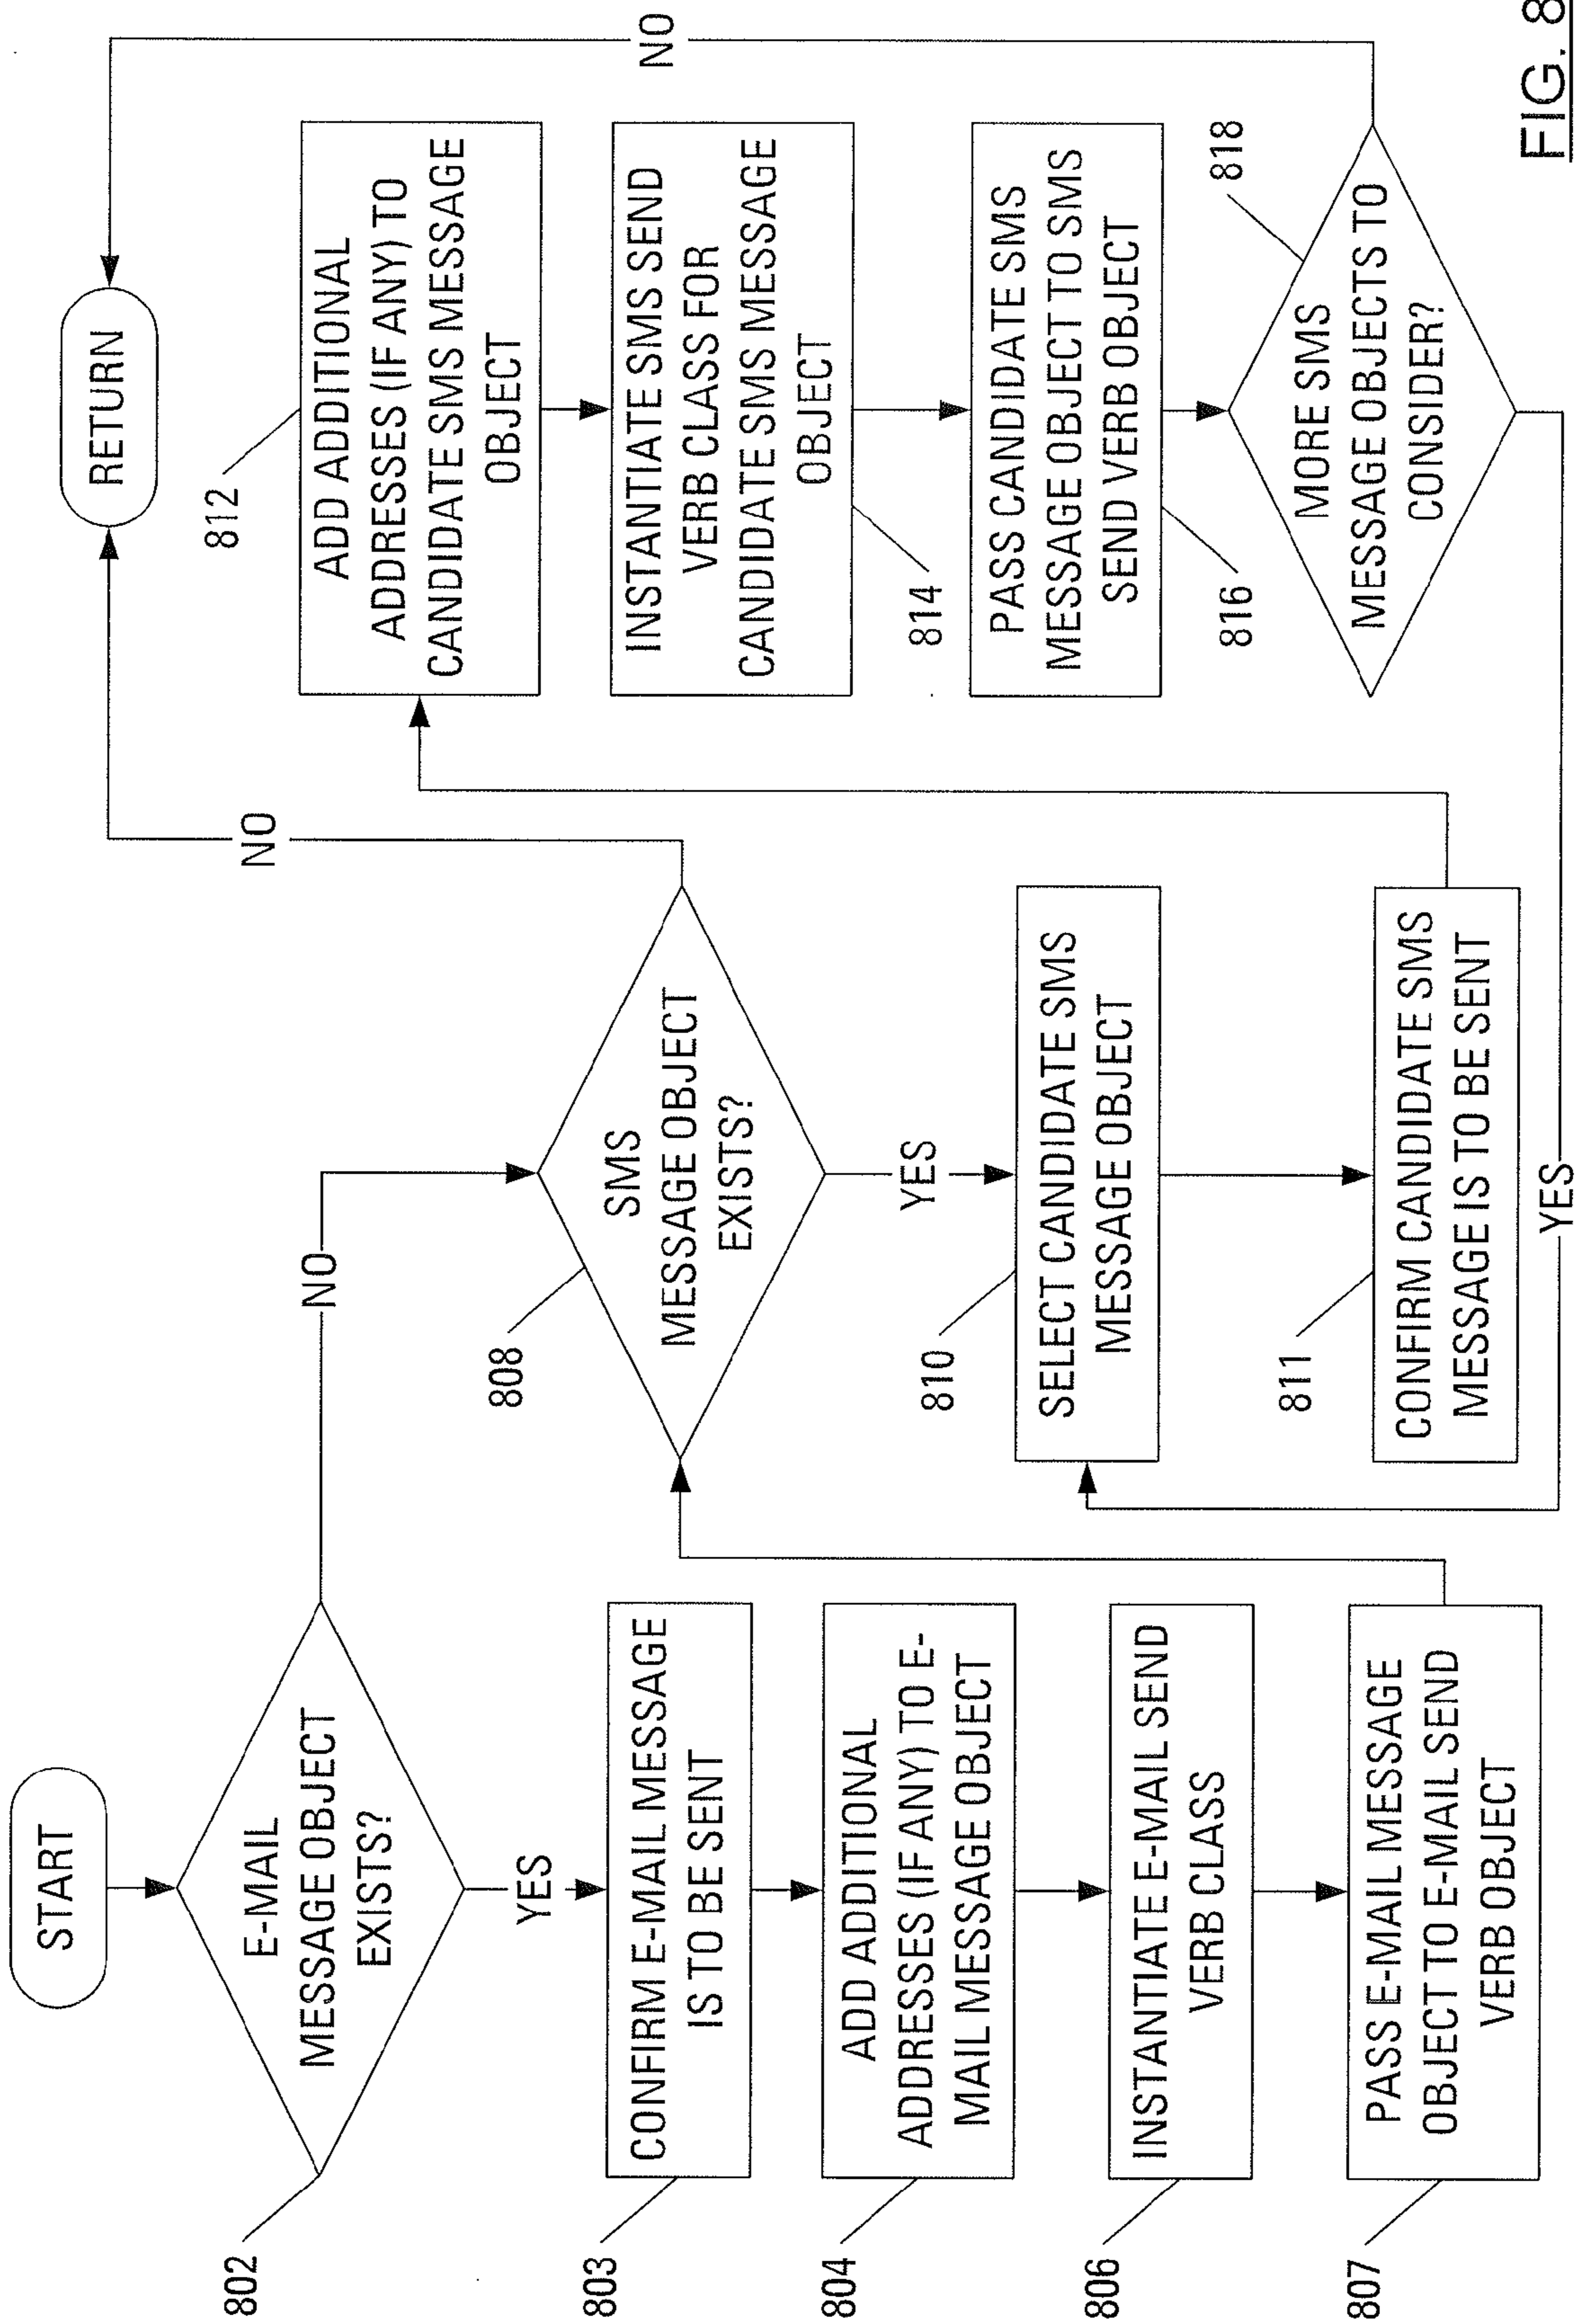 START
E-MAIL
MESSAGE OBJECT
EXISTS?
802
NO
YES
CONFIRM E-MAIL MESSAGE
IS TO BE SENT
803
ADD ADDITIONAL
ADDRESSES (IF ANY) TO E-
MAIL MESSAGE OBJECT
804
INSTANTIATE E-MAIL SEND
VERB CLASS
806
PASS E-MAIL MESSAGE
OBJECT TO E-MAIL SEND
VERB OBJECT
807
SMS
MESSAGE OBJECT
EXISTS?
808
NO
YES
SELECT CANDIDATE SMS
MESSAGE OBJECT
810
CONFIRM CANDIDATE SMS
MESSAGE IS TO BE SENT
811
YES
RETURN
812
ADD ADDITIONAL
ADDRESSES (IF ANY) TO
CANDIDATE SMS MESSAGE
OBJECT
INSTANTIATE SMS SEND
VERB CLASS FOR
CANDIDATE SMS MESSAGE
OBJECT
814
PASS CANDIDATE SMS
MESSAGE OBJECT TO SMS
SEND VERB OBJECT
816
818
MORE SMS
MESSAGE OBJECTS TO
CONSIDER?
NO
FIG. 8